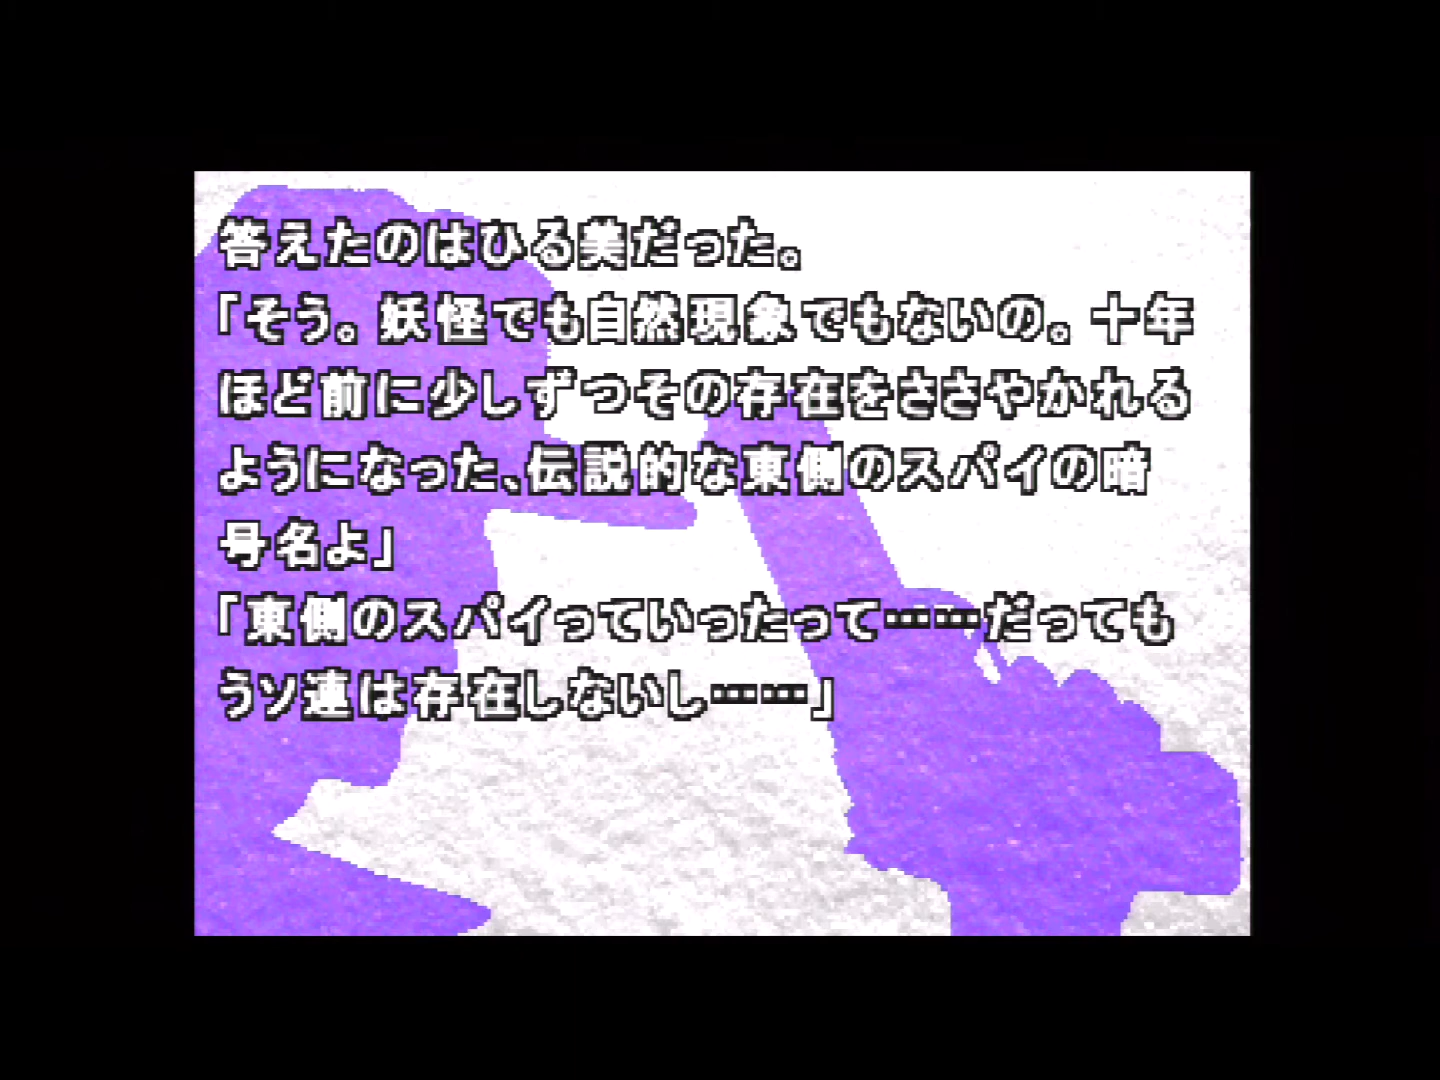 答えたのはひる美だった。
「そう。妖怪でも自然現象でもないの。十年
ほど前に少しずつその存在をささやかれる
ようになった、伝説的な東側のスパイの暗
号名よ」
「東側のスパイっていったって……だっても
うソ連は存在しないし……」